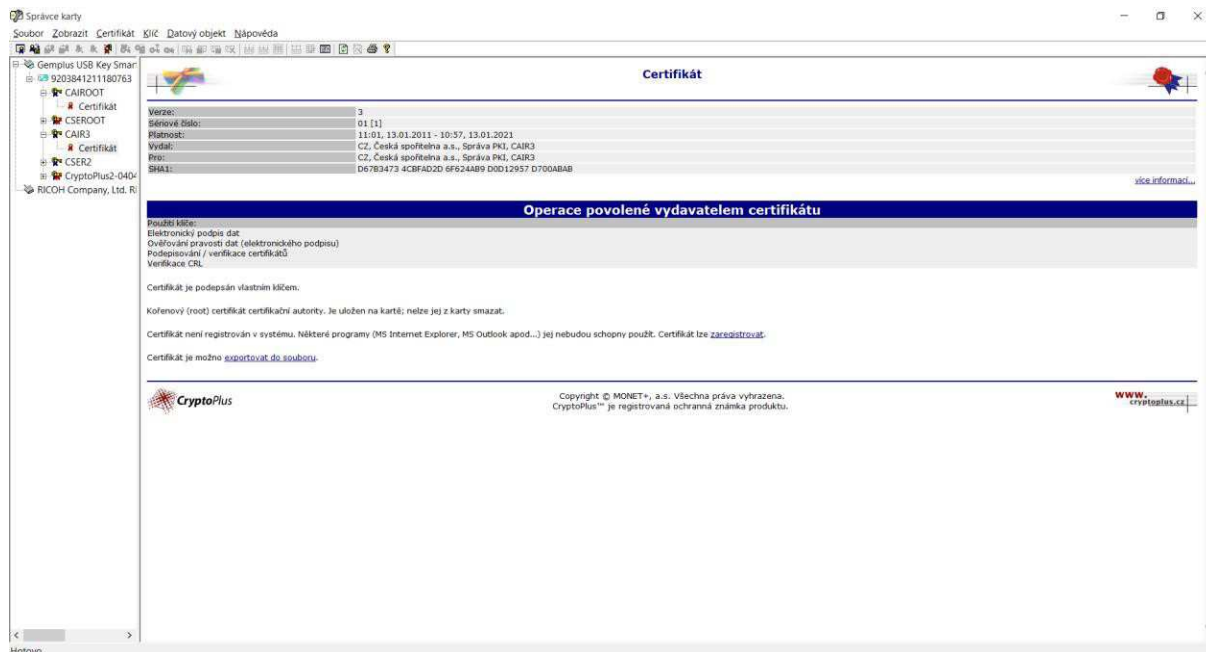 Správce karty
Soubor Zobrazit Certifikát Klíč Datový objekt Nápověda
Gemplus USB Key Smar
9203841211180763
CAIROOT
Certifikát
CSEROOT
CAIR3
Certifikát
CSER2
CryptoPlus2-0404
RICOH Company, Ltd. RI
Certifikát
Verze: 3
Sériové číslo: 01 [1]
Platnost: 11:01, 13.01.2011 - 10:57, 13.01.2021
Vydal: CZ, Česká spořitelna a.s., Správa PKI, CAIR3
Pro: CZ, Česká spořitelna a.s., Správa PKI, CAIR3
SHA1: D67B3473 4CBFAD2D 6F624AB9 D0D12957 D700ABAB
více informací...
Operace povolené vydavatelem certifikátu
Použití klíče:
Elektronický podpis dat
Ověřování pravosti dat (elektronického podpisu)
Podepisování / verifikace certifikátů
Verifikace CRL
Certifikát je podepsán vlastním klíčem.
Kořenový (root) certifikát certifikační autority. Je uložen na kartě; nelze jej z karty smazat.
Certifikát není registrován v systému. Některé programy (MS Internet Explorer, MS Outlook apod...) jej nebudou schopny použít. Certifikát lze zaregistrovat.
Certifikát je možno exportovat do souboru.
CryptoPlus
Copyright © MONET+, a.s. Všechna práva vyhrazena.
CryptoPlus™ je registrovaná ochranná známka produktu.
www.
cryptoplus.cz
Hotovo